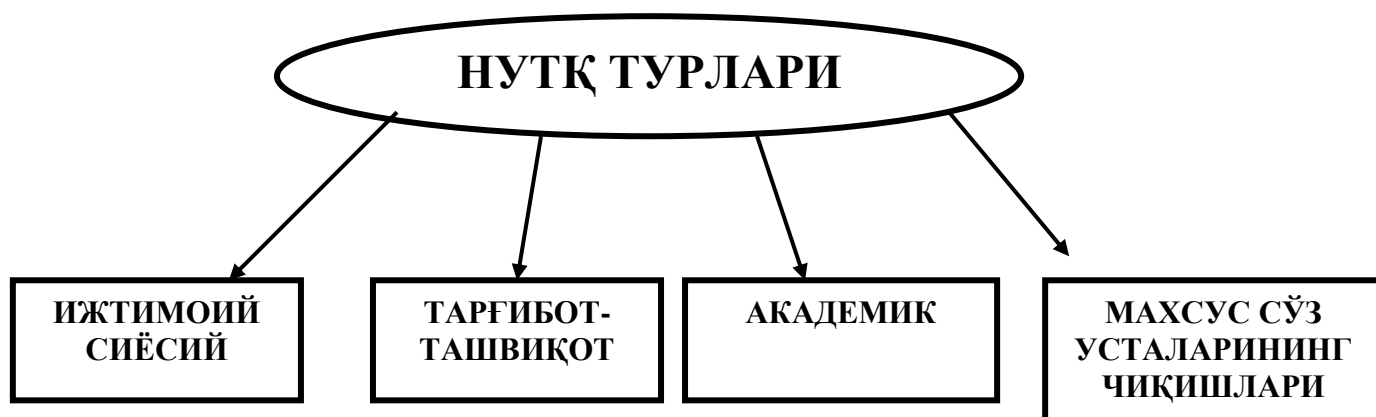 НУТҚ ТУРЛАРИ
ИЖТИМОИЙ
СИЁСИЙ
ТАРҒИБОТ-
ТАШВИҚОТ
АКАДЕМИК
МАХСУС СЎЗ
УСТАЛАРИНИНГ
ЧИҚИШЛАРИ